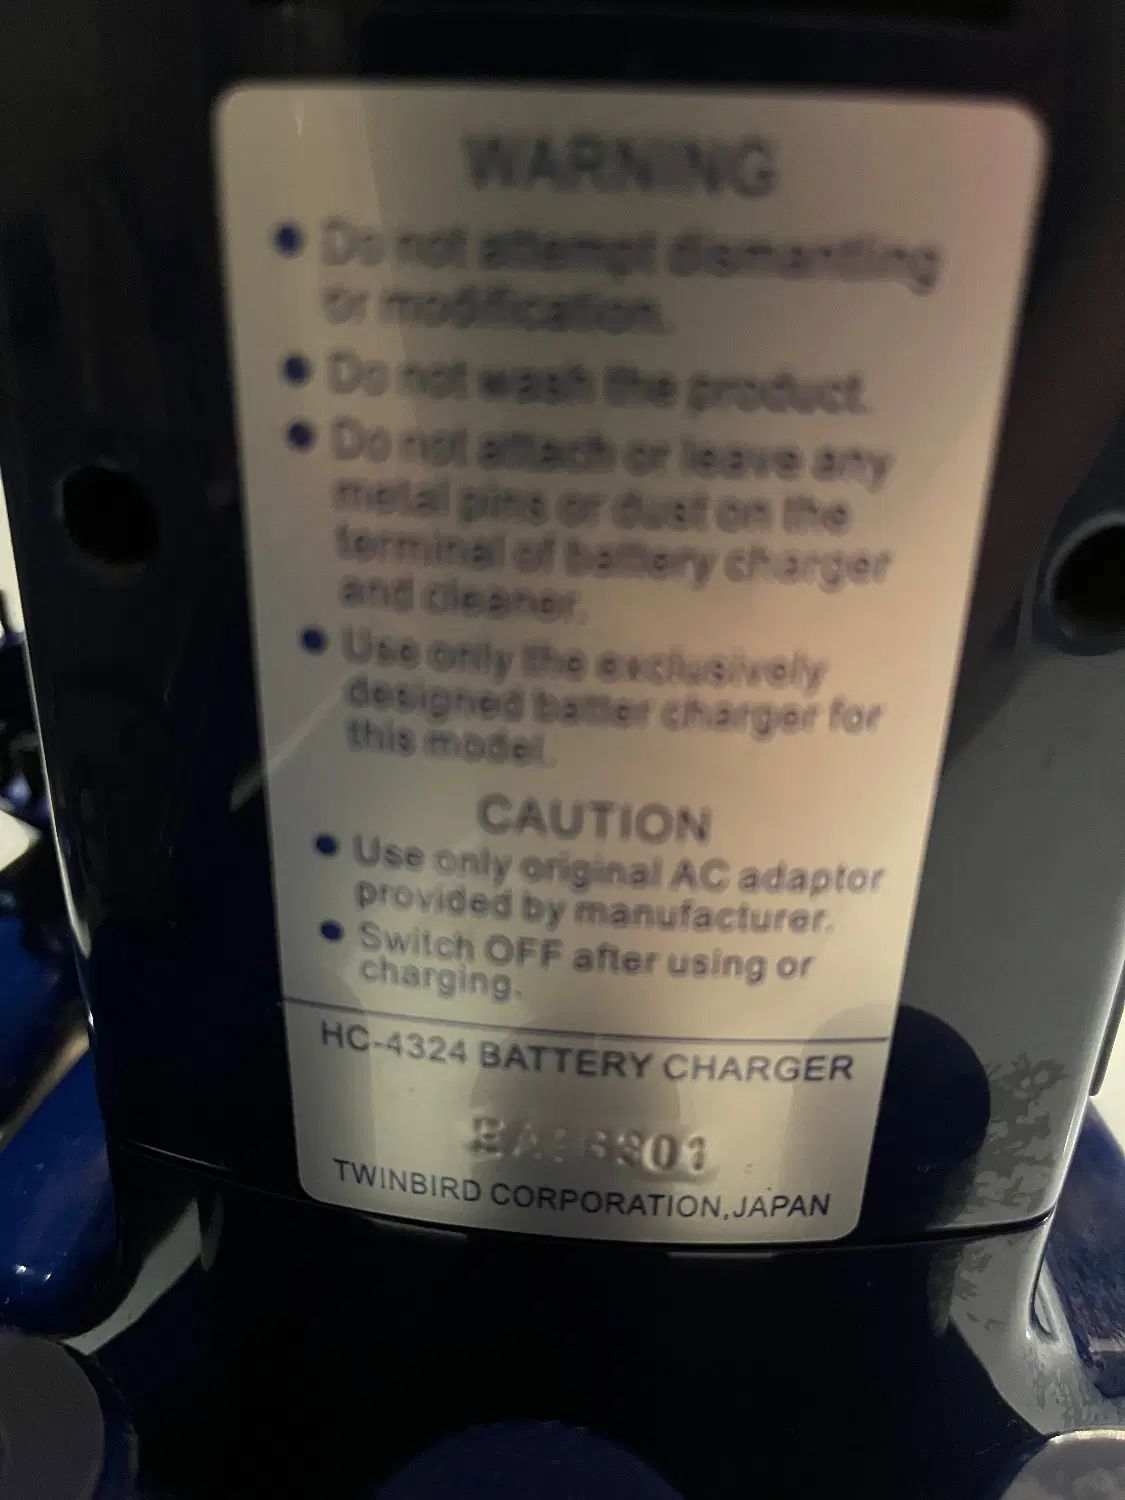 WARNING
● Do not attempt dismantling
or modification.
● Do not wash the product.
● Do not attach or leave any
metal pins or dust on the
terminal of battery charger
and cleaner.
● Use only the exclusively
designed batter charger for
this model.
CAUTION
● Use only original AC adaptor
provided by manufacturer.
● Switch OFF after using or
charging.
HC-4324 BATTERY CHARGER
TWINBIRD CORPORATION,JAPAN